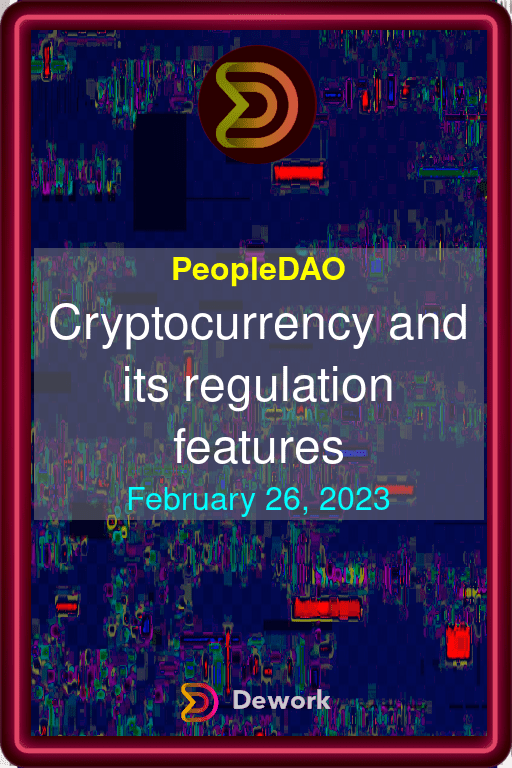 PeopleDAO
Cryptocurrency and
its regulation
features
February 26, 2023
Dework